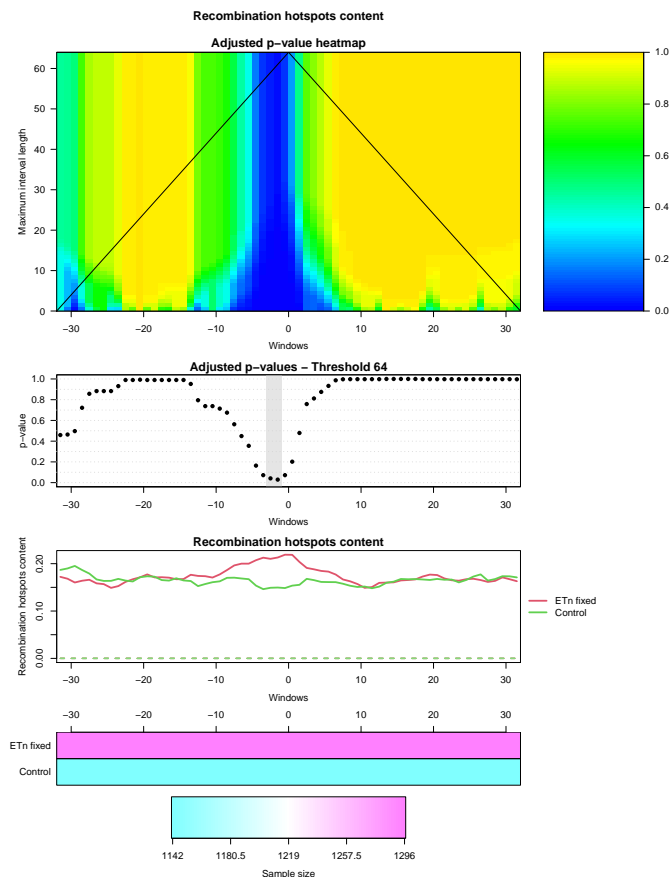 Recombination hotspots content
Adjusted p−value heatmap
Maximum interval length
0 10 20 30 40 50 60
−30 −20 −10 0 10 20 30
Windows
0.0 0.2 0.4 0.6 0.8 1.0
Adjusted p−values − Threshold 64
p−value
0.0 0.2 0.4 0.6 0.8 1.0
−30 −20 −10 0 10 20 30
Windows
Recombination hotspots content
Recombination hotspots content
0.00 0.10 0.20
−30 −20 −10 0 10 20 30
Windows
ETn fixed
Control
−30 −20 −10 0 10 20 30
ETn fixed
Control
1142 1180.5 1219 1257.5 1296
Sample size